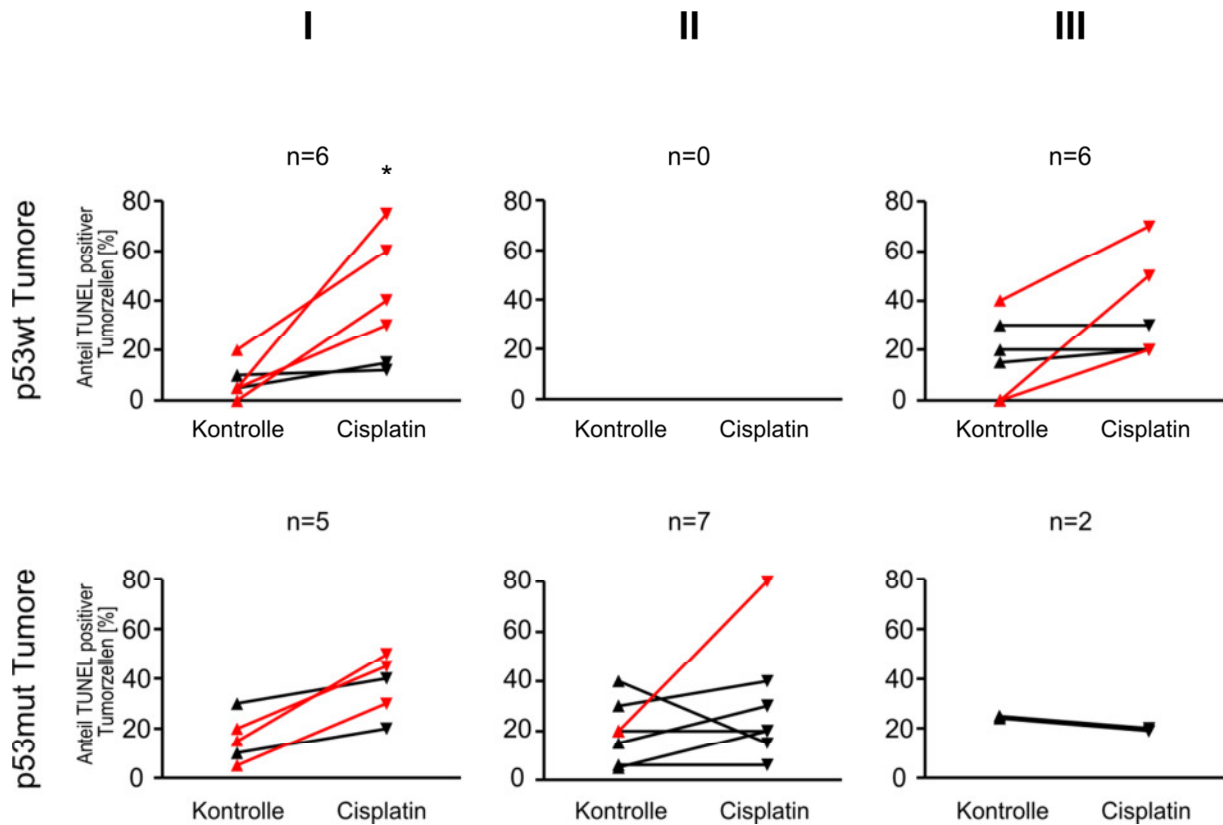 I II III
n=6 n=0 n=6
*
p53wt Tumore
Anteil TUNEL positiver
Tumorzellen [%]
80 80 80
60 60 60
40 40 40
20 20 20
0 0 0
Kontrolle Cisplatin Kontrolle Cisplatin Kontrolle Cisplatin
n=5 n=7 n=2
p53mut Tumore
Anteil TUNEL positiver
Tumorzellen [%]
80 80 80
60 60 60
40 40 40
20 20 20
0 0 0
Kontrolle Cisplatin Kontrolle Cisplatin Kontrolle Cisplatin